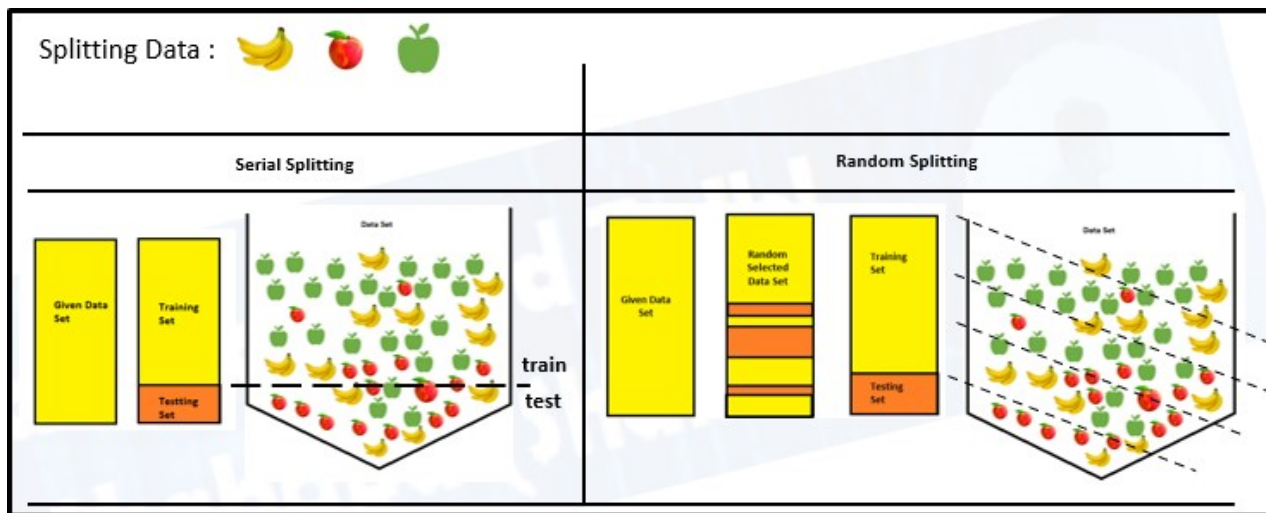 Splitting Data :
Serial Splitting
Random Splitting
Given Data
Set
Training
Set
Testting
Set
Data Set
train
test
Given Data
Set
Random
Selected
Data Set
Training
Set
Testing
Set
Data Set